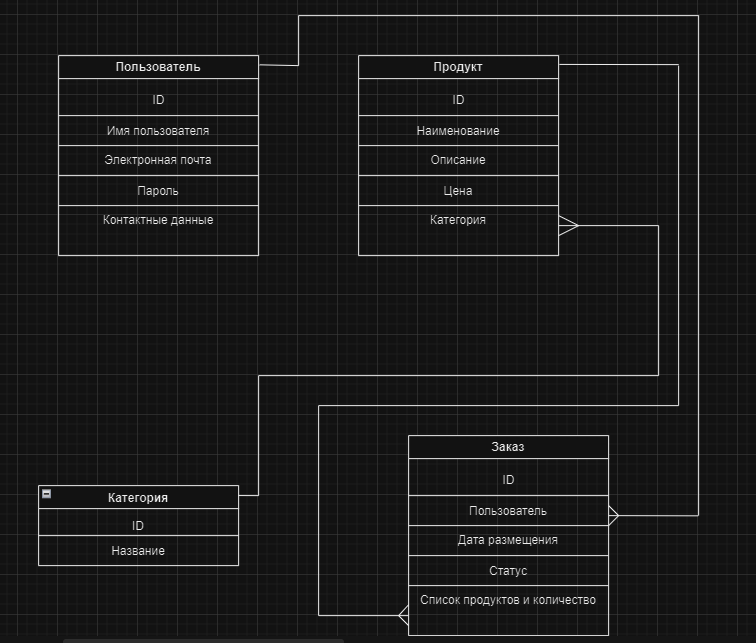 Пользователь
ID
Имя пользователя
Электронная почта
Пароль
Контактные данные
Продукт
ID
Наименование
Описание
Цена
Категория
Категория
ID
Название
Заказ
ID
Пользователь
Дата размещения
Статус
Список продуктов и количество